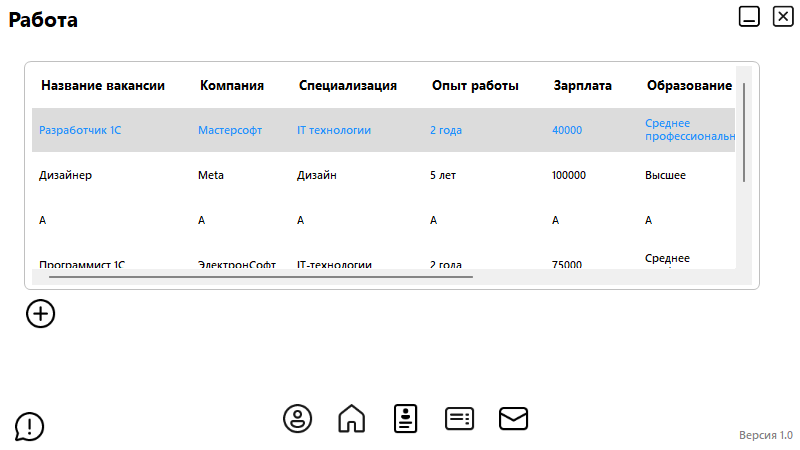 Работа
Название вакансии Компания Специализация Опыт работы Зарплата Образование
Разработчик 1С Мастерсофт IT технологии 2 года 40000 Среднее
профессиональн
Дизайнер Meta Дизайн 5 лет 100000 Высшее
А А А А А А
Программист 1С ЭлектронСофт IT-технологии 2 года 75000 Среднее
Версия 1.0